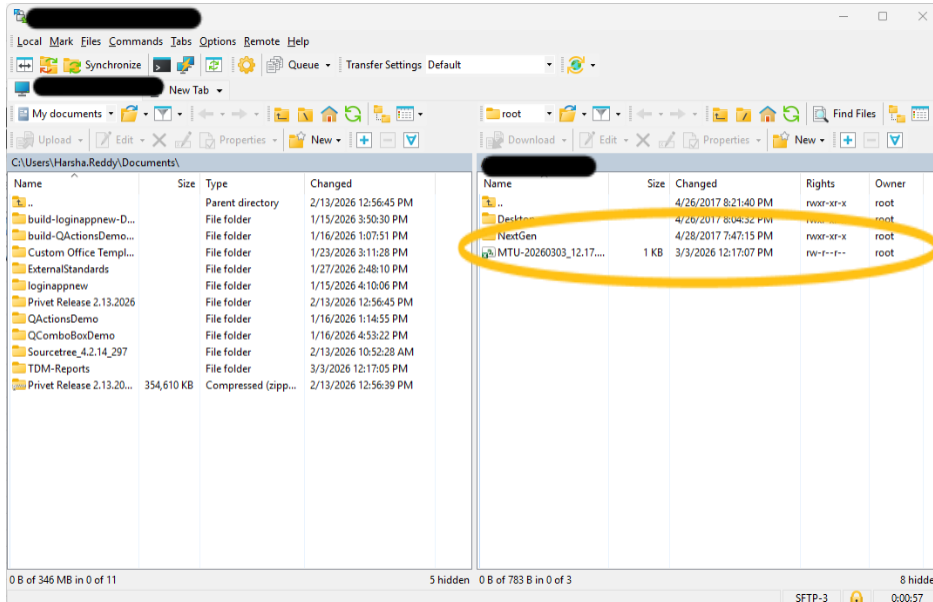 Local Mark Files Commands Tabs Options Remote Help
Synchronize Queue Transfer Settings Default
New Tab
My documents
root Find Files
Upload Edit Properties New
Download Edit Properties New
C:\Users\Harsha.Reddy\Documents\
Name Size Type Changed
.. Parent directory 2/13/2026 12:56:45 PM
build-loginappnew-D... File folder 1/15/2026 3:50:30 PM
build-QActionsDemo... File folder 1/16/2026 1:07:51 PM
Custom Office Templ... File folder 1/23/2026 3:11:28 PM
ExternalStandards File folder 1/27/2026 2:48:10 PM
loginappnew File folder 1/15/2026 4:10:06 PM
Privet Release 2.13.2026 File folder 2/13/2026 12:56:45 PM
QActionsDemo File folder 1/16/2026 1:14:55 PM
QComboBoxDemo File folder 1/16/2026 4:53:22 PM
Sourcetree_4.2.14_297 File folder 2/13/2026 10:52:28 AM
TDM-Reports File folder 3/3/2026 12:17:05 PM
Privet Release 2.13.20... 354,610 KB Compressed (zipp... 2/13/2026 12:56:39 PM
Name Size Changed Rights Owner
.. 4/26/2017 8:21:40 PM rwxr-xr-x root
Desktop 4/26/2017 8:04:32 PM root
NextGen 4/28/2017 7:47:15 PM rwxr-xr-x root
MTU-20260303_12.17.... 1 KB 3/3/2026 12:17:07 PM rw-r--r-- root
0 B of 346 MB in 0 of 11 5 hidden
0 B of 783 B in 0 of 3 8 hidde
SFTP-3 0:00:57